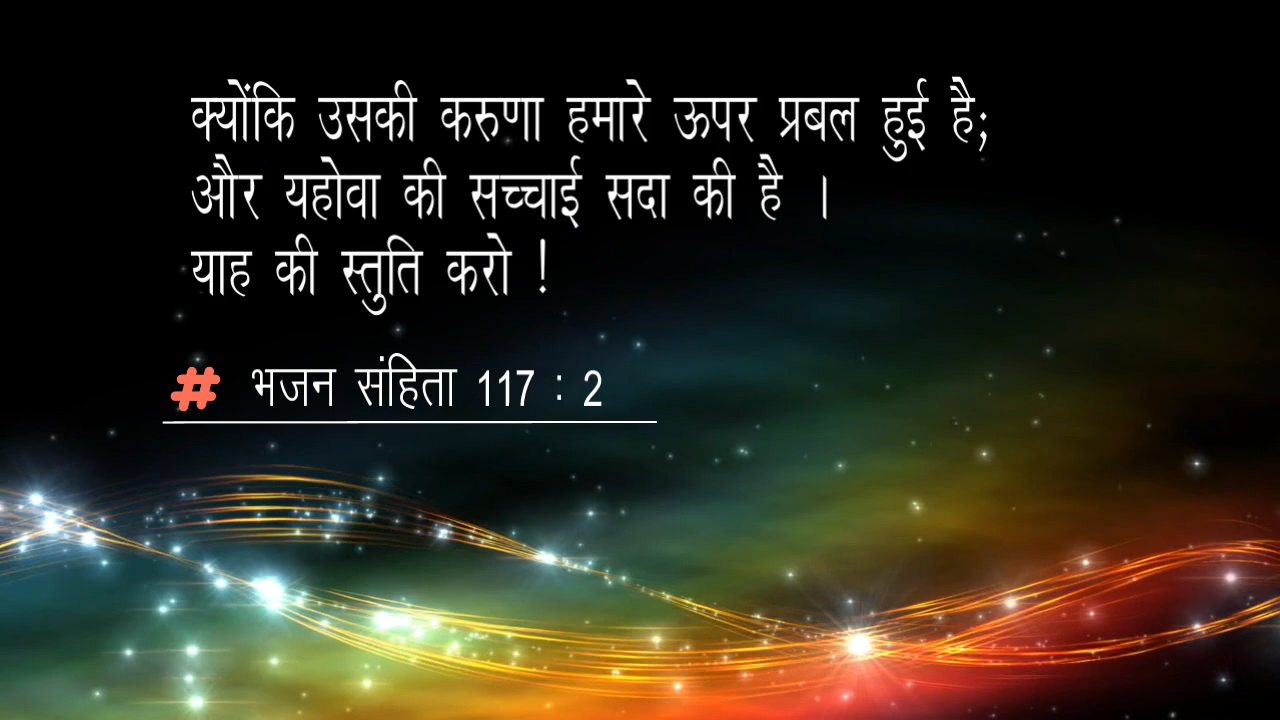 क्योंकि उसकी करुणा हमारे ऊपर प्रबल हुई है;
और यहोवा की सच्चाई सदा की है ।
याह की स्तुति करो !
# भजन संहिता 117 : 2